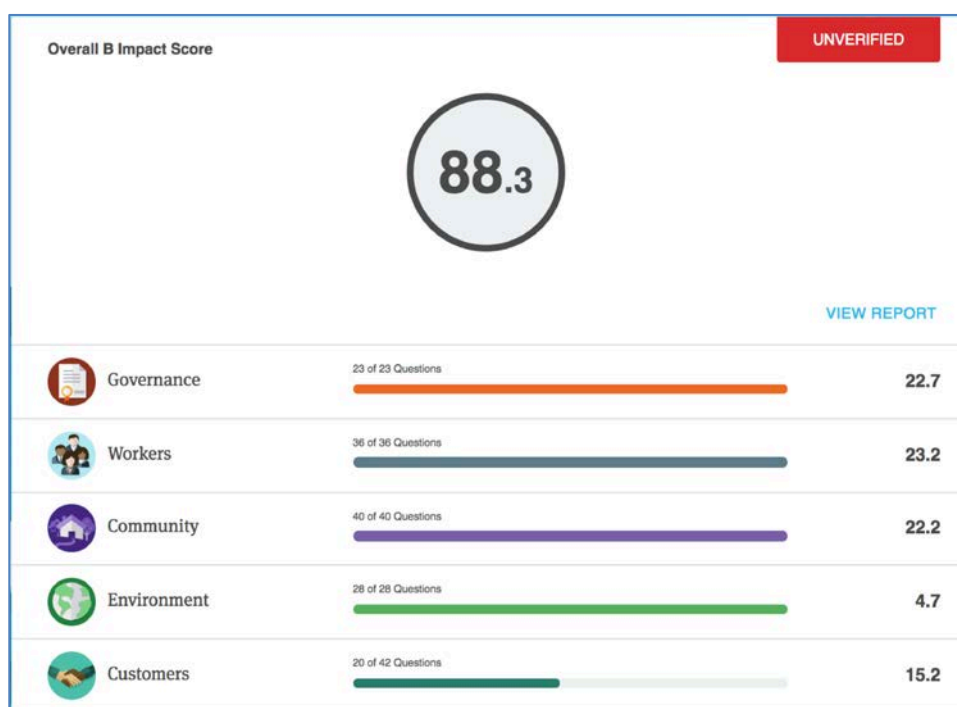 Overall B Impact Score
UNVERIFIED
88.3
VIEW REPORT
Governance
23 of 23 Questions
22.7
Workers
36 of 36 Questions
23.2
Community
40 of 40 Questions
22.2
Environment
28 of 28 Questions
4.7
Customers
20 of 42 Questions
15.2